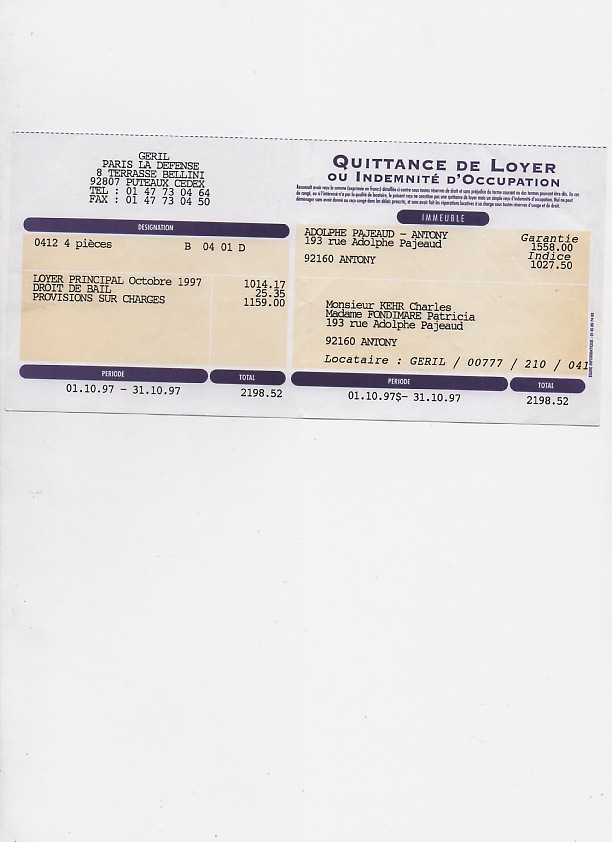 GERIL
PARIS LA DEFENSE
8 TERRASSE BELLINI
92807 PUTEAUX CEDEX
TEL : 01 47 73 04 64
FAX : 01 47 73 04 50
DESIGNATION
0412 4 pièces B 04 01 D
LOYER PRINCIPAL Octobre 1997 1014.17
DROIT DE BAIL 25.35
PROVISIONS SUR CHARGES 1159.00
PERIODE TOTAL
01.10.97 - 31.10.97 2198.52
QUITTANCE DE LOYER
OU INDEMNITÉ D'OCCUPATION
IMMEUBLE
ADOLPHE PAJEAUD - ANTONY Garantie
193 rue Adolphe Pajeaud 1558.00
Indice
92160 ANTONY 1027.50
Monsieur KEHR Charles
Madame FONDIMARE Patricia
193 rue Adolphe Pajeaud
92160 ANTONY
Locataire : GERIL / 00777 / 210 / 041
PERIODE TOTAL
01.10.97$- 31.10.97 2198.52